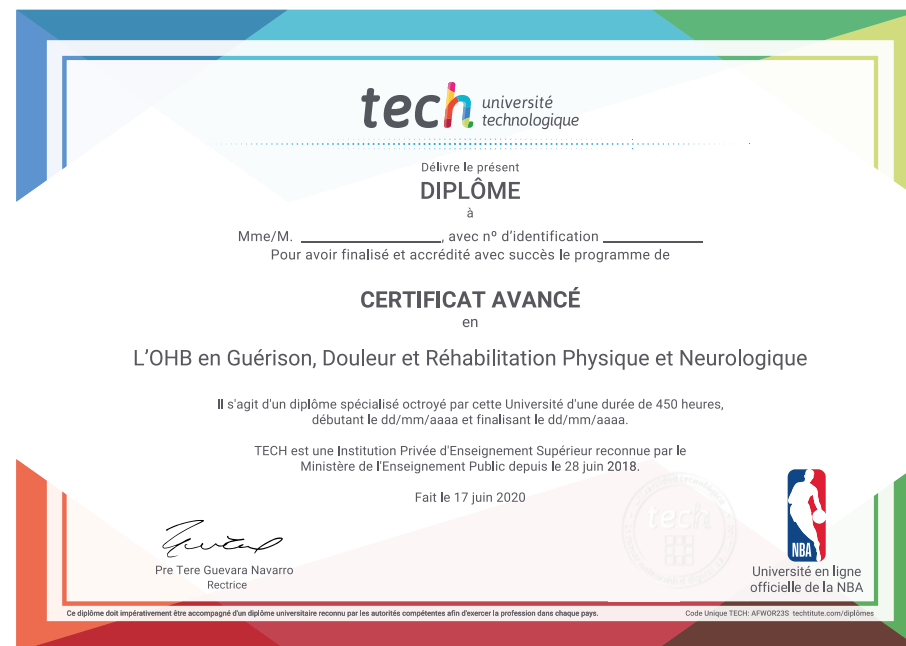 tech université
technologique
Délivre le présent
DIPLÔME
à
Mme/M. ____________________, avec nº d'identification ______________
Pour avoir finalisé et accrédité avec succès le programme de
CERTIFICAT AVANCÉ
en
L'OHB en Guérison, Douleur et Réhabilitation Physique et Neurologique
Il s'agit d'un diplôme spécialisé octroyé par cette Université d'une durée de 450 heures,
débutant le dd/mm/aaaa et finalisant le dd/mm/aaaa.
TECH est une Institution Privée d'Enseignement Supérieur reconnue par le
Ministère de l'Enseignement Public depuis le 28 juin 2018.
Fait le 17 juin 2020
tech
NBA
Pre Tere Guevara Navarro
Rectrice
Université en ligne
officielle de la NBA
Ce diplôme doit impérativement être accompagné d'un diplôme universitaire reconnu par les autorités compétentes afin d'exercer la profession dans chaque pays.
Code Unique TECH: AFWOR23S techtitute.com/diplômes